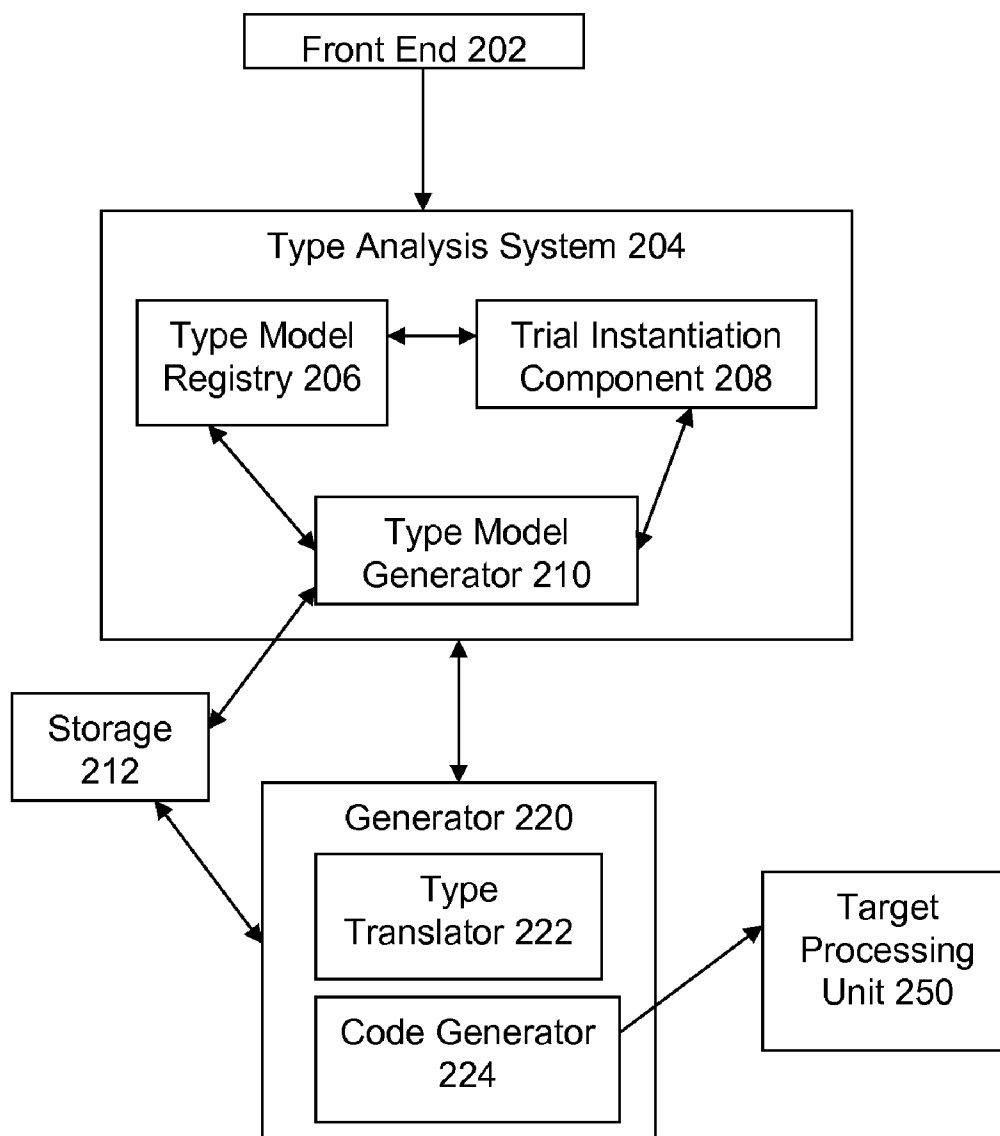 Front End 202
Type Analysis System 204
Type Model
Registry 206
Trial Instantiation
Component 208
Type Model
Generator 210
Storage
212
Generator 220
Type
Translator 222
Code Generator
224
Target
Processing
Unit 250